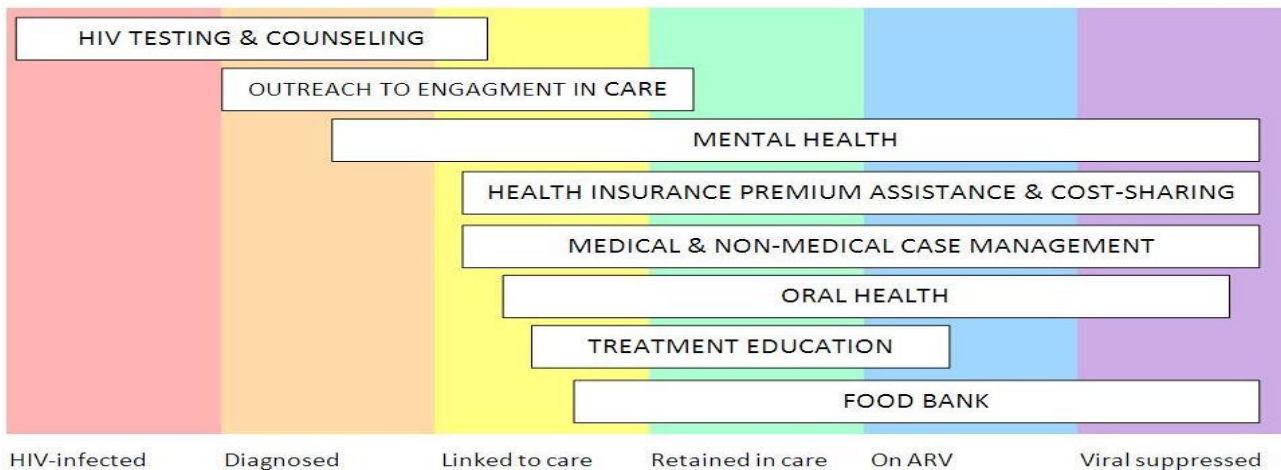 HIV TESTING & COUNSELING
OUTREACH TO ENGAGMENT IN CARE
MENTAL HEALTH
HEALTH INSURANCE PREMIUM ASSISTANCE & COST-SHARING
MEDICAL & NON-MEDICAL CASE MANAGEMENT
ORAL HEALTH
TREATMENT EDUCATION
FOOD BANK
HIV-infected Diagnosed Linked to care Retained in care On ARV Viral suppressed